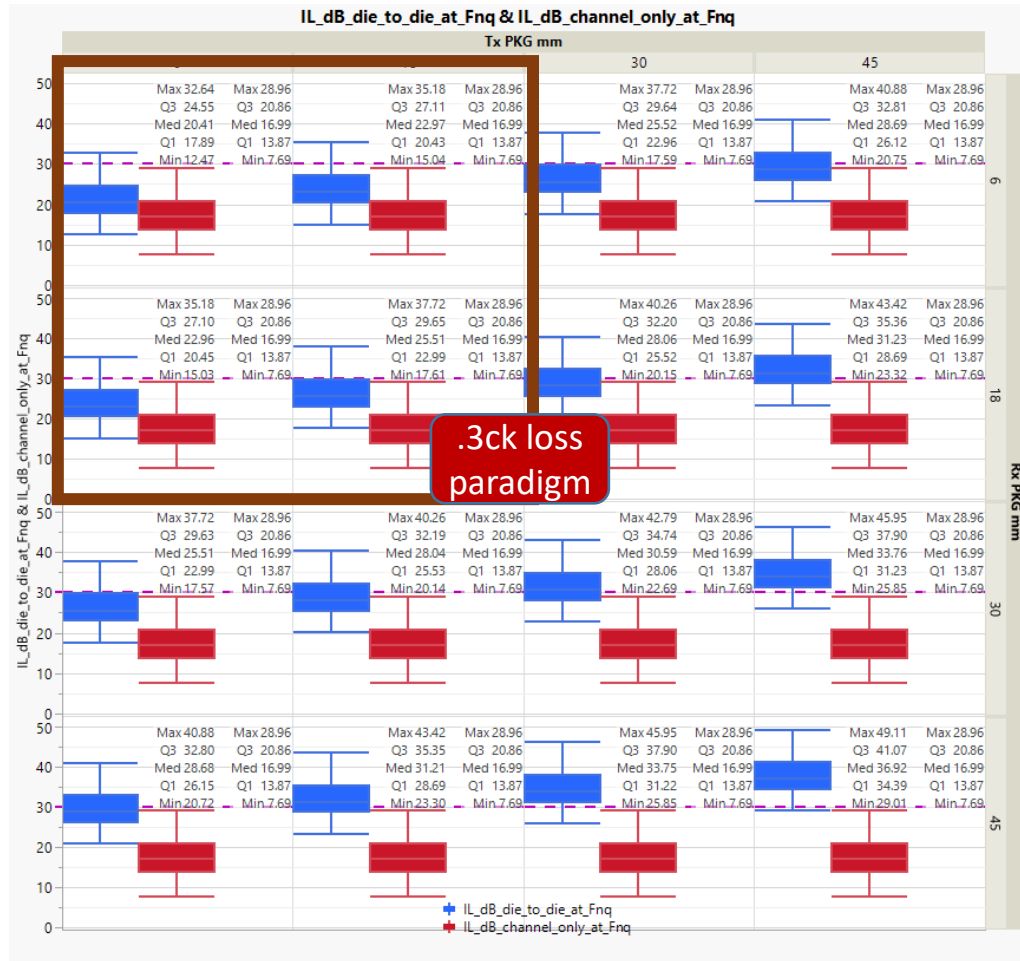 IL_dB_die_to_die_at_Fnq & IL_dB_channel_only_at_Fnq
Tx PKG mm
30 45
IL_dB_die_to_die_at_Fnq & IL_dB_channel_only_at_Fnq
Rx PKG mm
50
40
30
20
10
0
Max 32.64 Max 28.96 Max 35.18 Max 28.96 Max 37.72 Max 28.96 Max 40.88 Max 28.96
Q3 24.55 Q3 20.86 Q3 27.11 Q3 20.86 Q3 29.64 Q3 20.86 Q3 32.81 Q3 20.86
Med 20.41 Med 16.99 Med 22.97 Med 16.99 Med 25.52 Med 16.99 Med 28.69 Med 16.99
Q1 17.89 Q1 13.87 Q1 20.43 Q1 13.87 Q1 22.96 Q1 13.87 Q1 26.12 Q1 13.87
Min 12.47 Min 7.69 Min 15.04 Min 7.69 Min 17.59 Min 7.69 Min 20.75 Min 7.69
6
50
40
30
20
10
0
Max 35.18 Max 28.96 Max 37.72 Max 28.96 Max 40.26 Max 28.96 Max 43.42 Max 28.96
Q3 27.10 Q3 20.86 Q3 29.65 Q3 20.86 Q3 32.20 Q3 20.86 Q3 35.36 Q3 20.86
Med 22.96 Med 16.99 Med 25.51 Med 16.99 Med 28.06 Med 16.99 Med 31.23 Med 16.99
Q1 20.45 Q1 13.87 Q1 22.99 Q1 13.87 Q1 25.52 Q1 13.87 Q1 28.69 Q1 13.87
Min 15.03 Min 7.69 Min 17.61 Min 7.69 Min 20.15 Min 7.69 Min 23.32 Min 7.69
18
.3ck loss
paradigm
50
40
30
20
10
0
Max 37.72 Max 28.96 Max 40.26 Max 28.96 Max 42.79 Max 28.96 Max 45.95 Max 28.96
Q3 29.63 Q3 20.86 Q3 32.19 Q3 20.86 Q3 34.74 Q3 20.86 Q3 37.90 Q3 20.86
Med 25.51 Med 16.99 Med 28.04 Med 16.99 Med 30.59 Med 16.99 Med 33.76 Med 16.99
Q1 22.99 Q1 13.87 Q1 25.53 Q1 13.87 Q1 28.06 Q1 13.87 Q1 31.23 Q1 13.87
Min 17.57 Min 7.69 Min 20.14 Min 7.69 Min 22.69 Min 7.69 Min 25.85 Min 7.69
30
50
40
30
20
10
0
Max 40.88 Max 28.96 Max 43.42 Max 28.96 Max 45.95 Max 28.96 Max 49.11 Max 28.96
Q3 32.80 Q3 20.86 Q3 35.35 Q3 20.86 Q3 37.90 Q3 20.86 Q3 41.07 Q3 20.86
Med 28.68 Med 16.99 Med 31.21 Med 16.99 Med 33.75 Med 16.99 Med 36.92 Med 16.99
Q1 26.15 Q1 13.87 Q1 28.69 Q1 13.87 Q1 31.22 Q1 13.87 Q1 34.39 Q1 13.87
Min 20.72 Min 7.69 Min 23.30 Min 7.69 Min 25.85 Min 7.69 Min 29.01 Min 7.69
45
IL_dB_die_to_die_at_Fnq
IL_dB_channel_only_at_Fnq